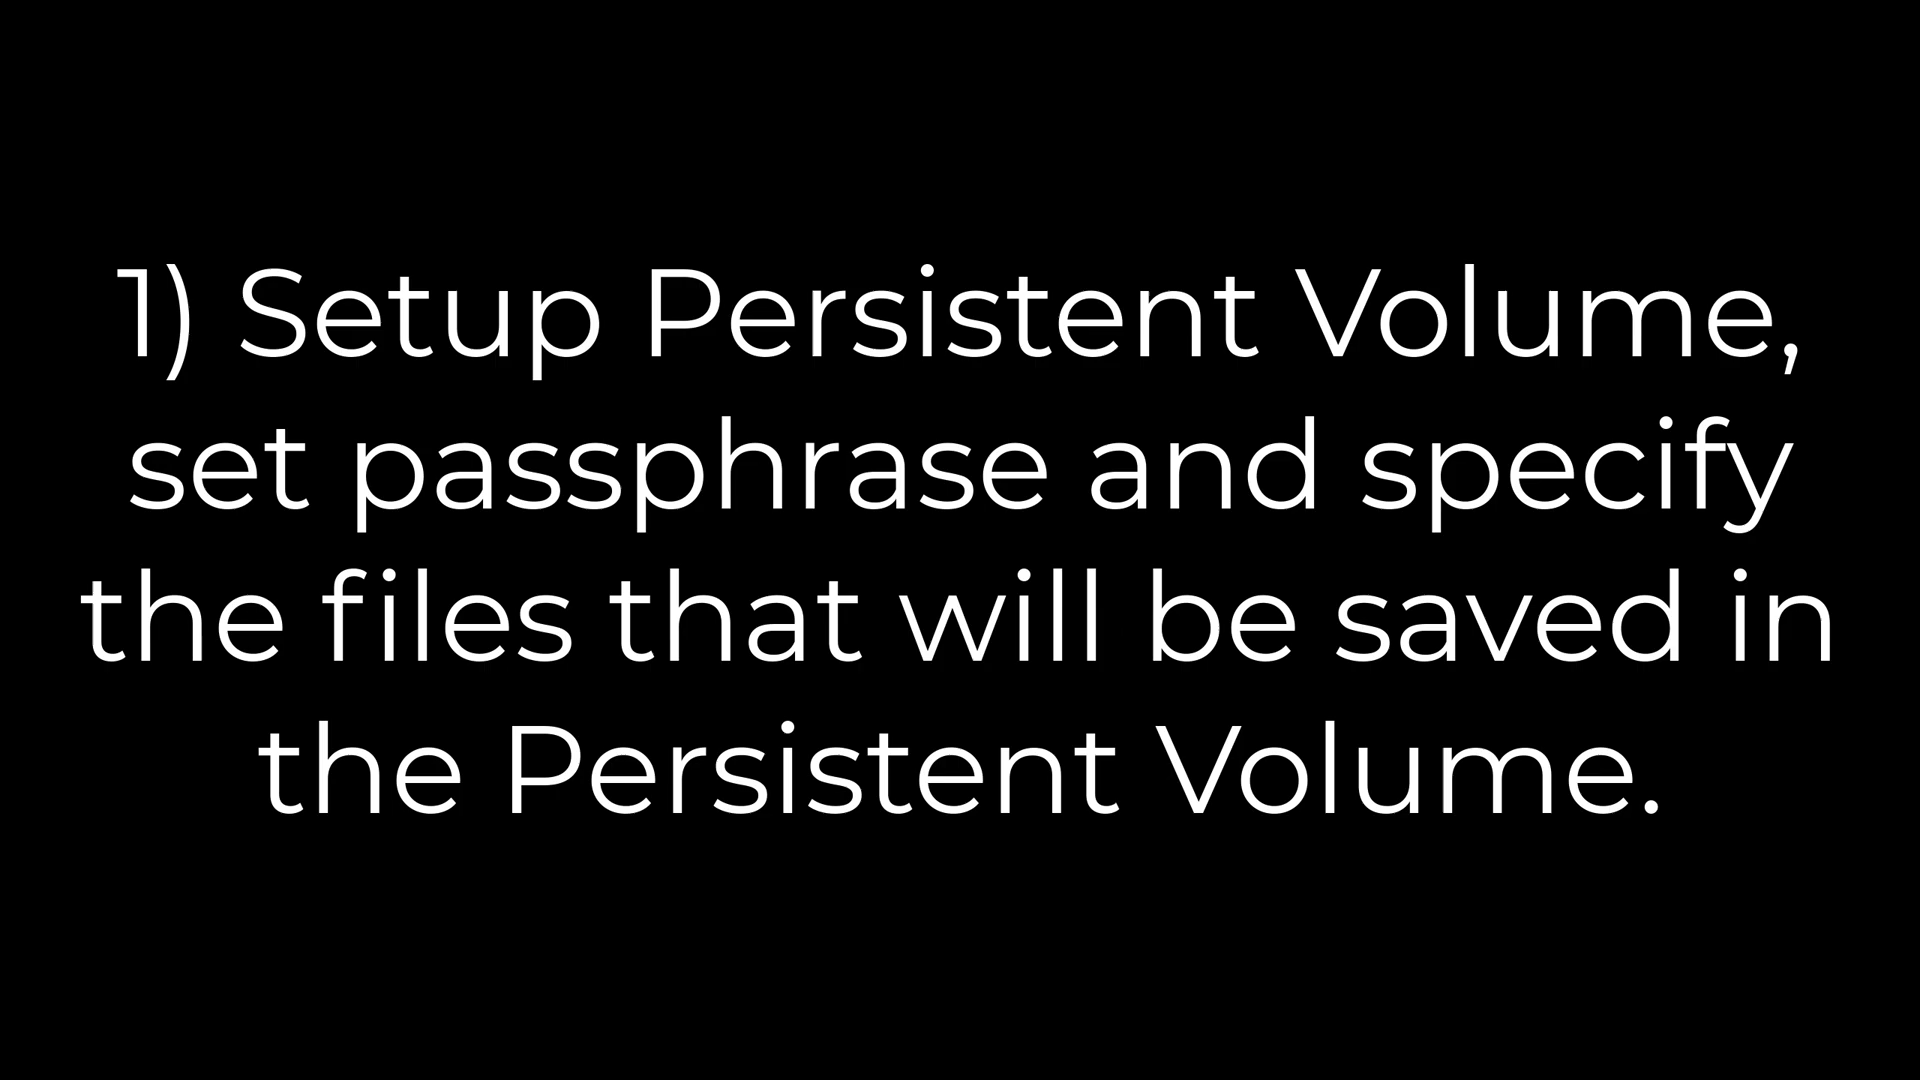 1) Setup Persistent Volume,
set passphrase and specify
the files that will be saved in
the Persistent Volume.